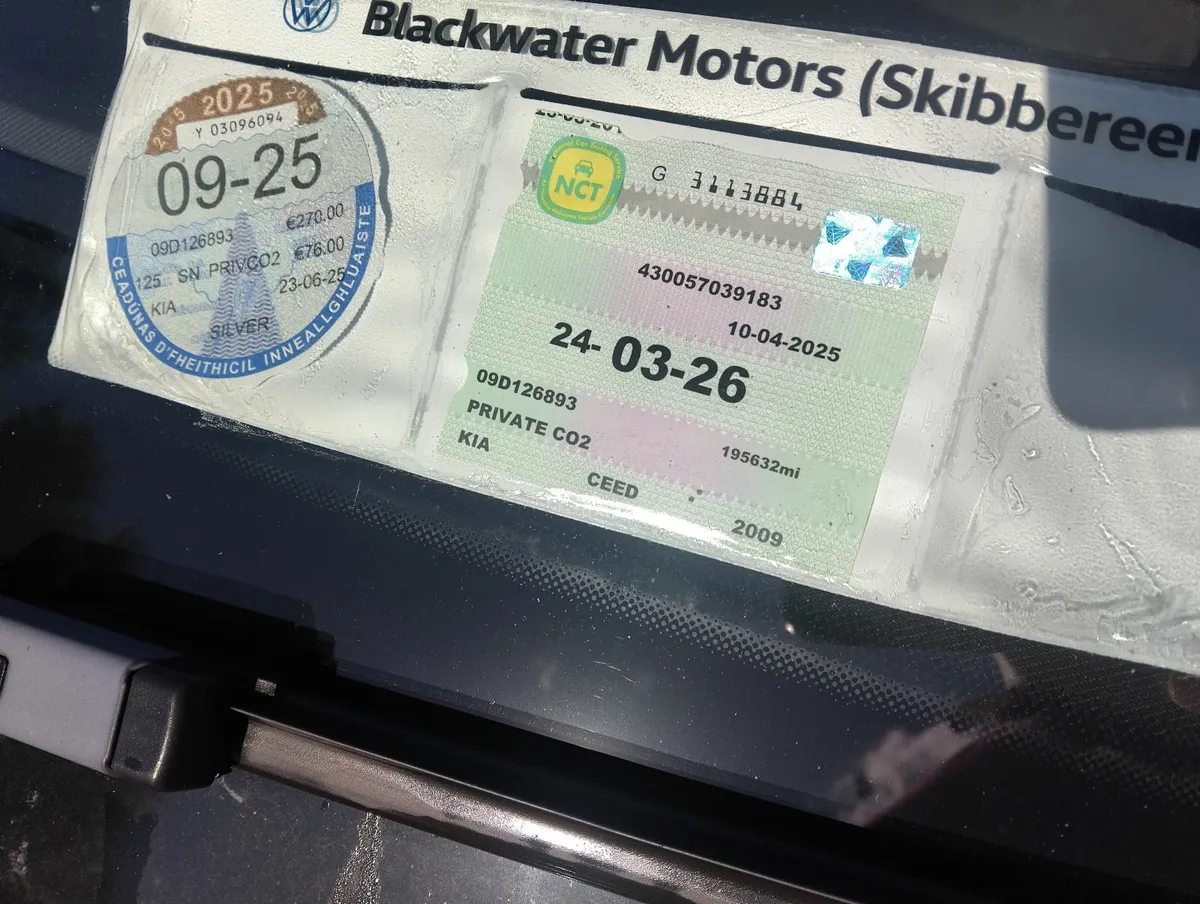 Blackwater Motors (Skibbereen
2025 2025
Y 03096094
09-25
09D126893 €270.00
125 SN PRIVCO2 €76.00
KIA 23-06-25
SILVER
CEADÚNAS D'FHEITHICIL INNEALLGHLUAISTE
NCT
G 3113884
430057039183
10-04-2025
24-03-26
09D126893
PRIVATE CO2 195632mi
KIA
CEED
2009